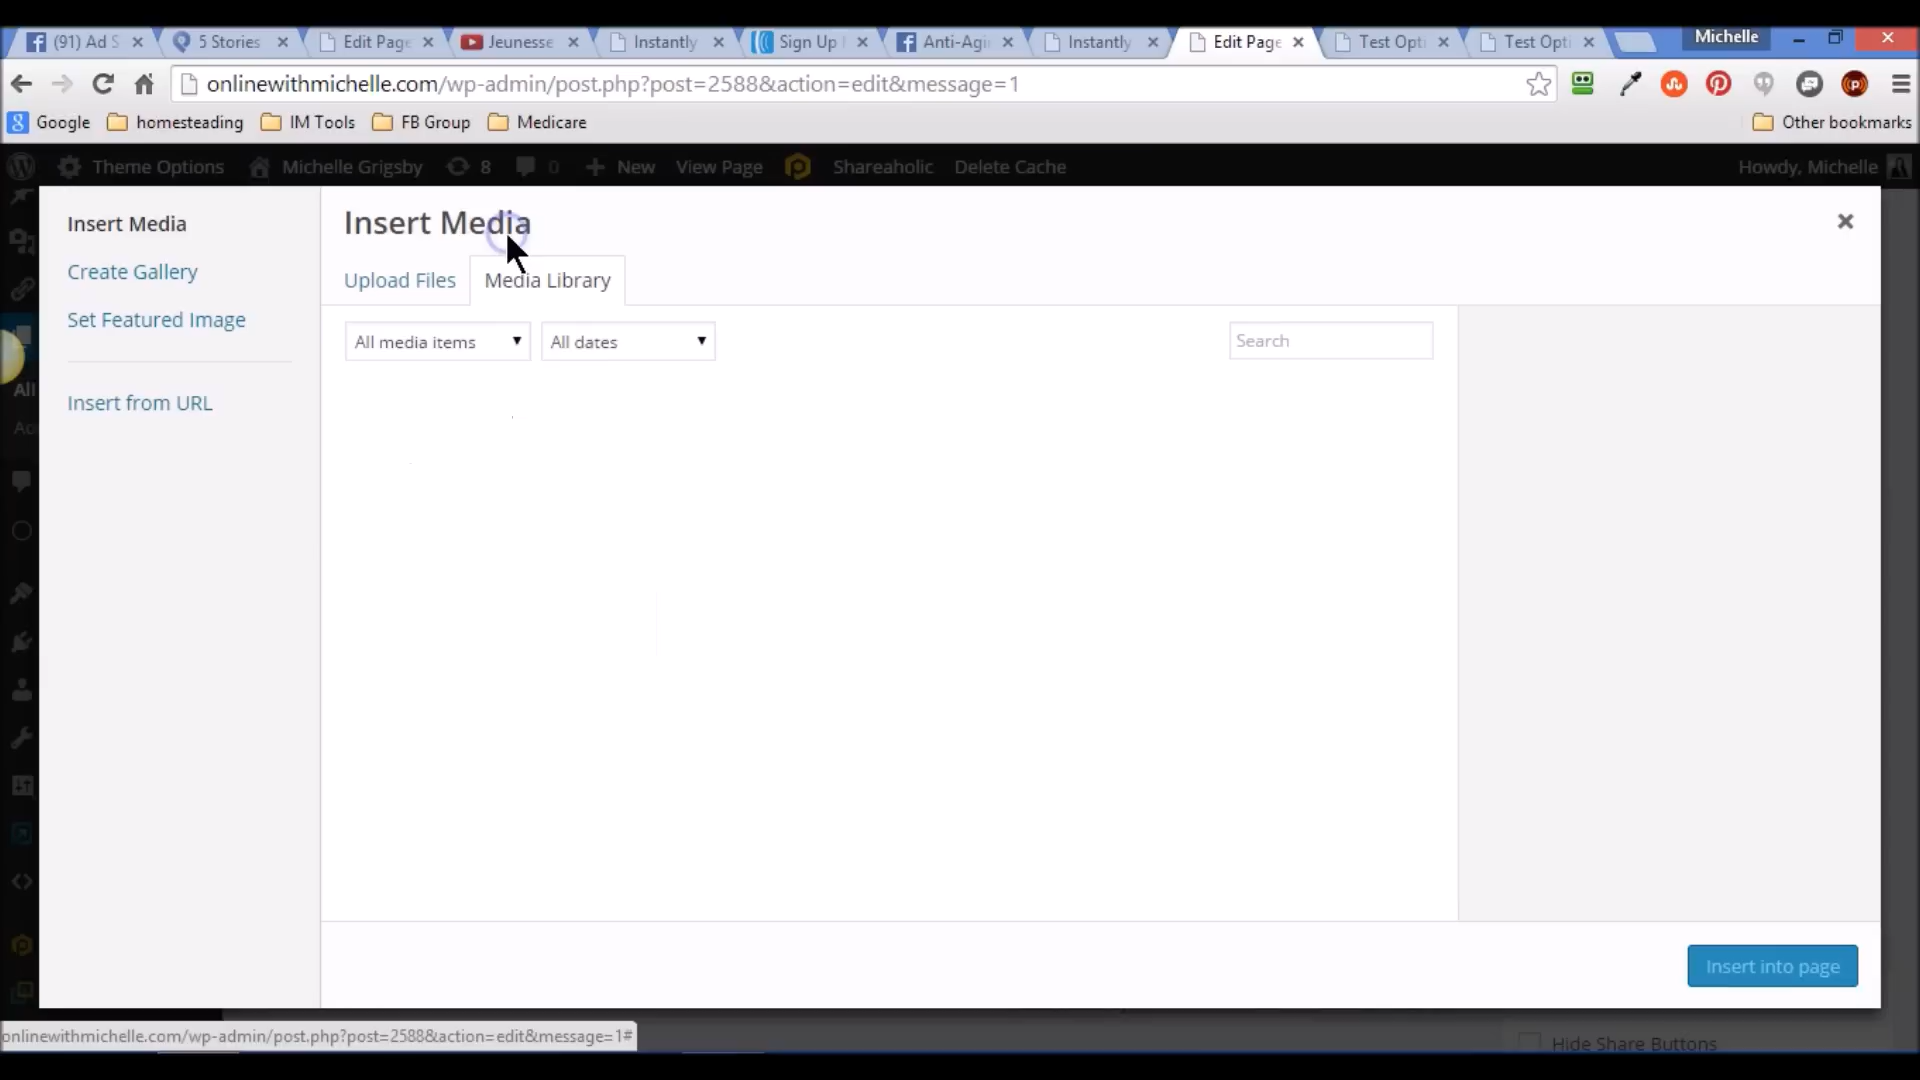 (91) Ad S
5 Stories
Edit Page
Jeunesse
Instantly
Sign Up
Anti-Agi
Instantly
Edit Page
Test Opti
Test Opti
Michelle
onlinewithmichelle.com/wp-admin/post.php?post=2588&action=edit&message=1
Google homesteading IM Tools FB Group Medicare Other bookmarks
Theme Options Michelle Grigsby 8 0 New View Page Shareaholic Delete Cache Howdy, Michelle
Insert Media
Create Gallery
Set Featured Image
Insert from URL
Insert Media
Upload Files Media Library
All media items All dates Search
All
Insert into page
onlinewithmichelle.com/wp-admin/post.php?post=2588&action=edit&message=1#
Hide Share Buttons